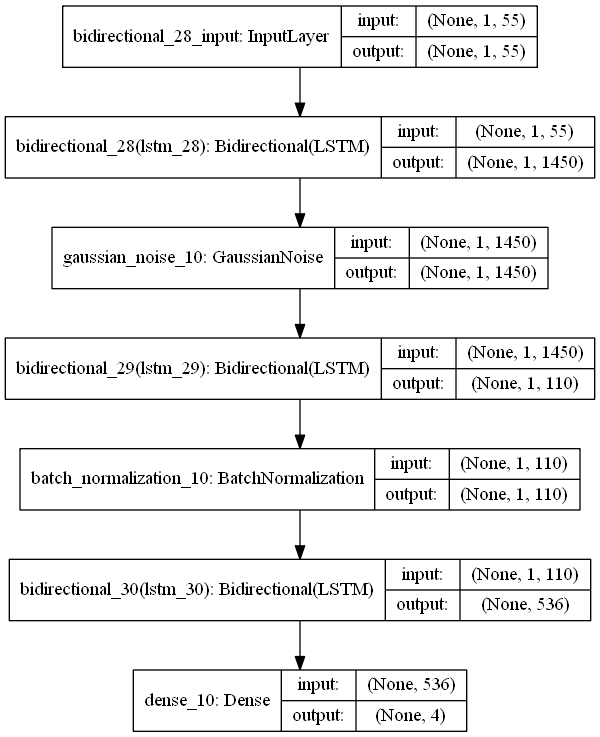 bidirectional_28_input: InputLayer
input: (None, 1, 55)
output: (None, 1, 55)
bidirectional_28(lstm_28): Bidirectional(LSTM)
input: (None, 1, 55)
output: (None, 1, 1450)
gaussian_noise_10: GaussianNoise
input: (None, 1, 1450)
output: (None, 1, 1450)
bidirectional_29(lstm_29): Bidirectional(LSTM)
input: (None, 1, 1450)
output: (None, 1, 110)
batch_normalization_10: BatchNormalization
input: (None, 1, 110)
output: (None, 1, 110)
bidirectional_30(lstm_30): Bidirectional(LSTM)
input: (None, 1, 110)
output: (None, 536)
dense_10: Dense
input: (None, 536)
output: (None, 4)